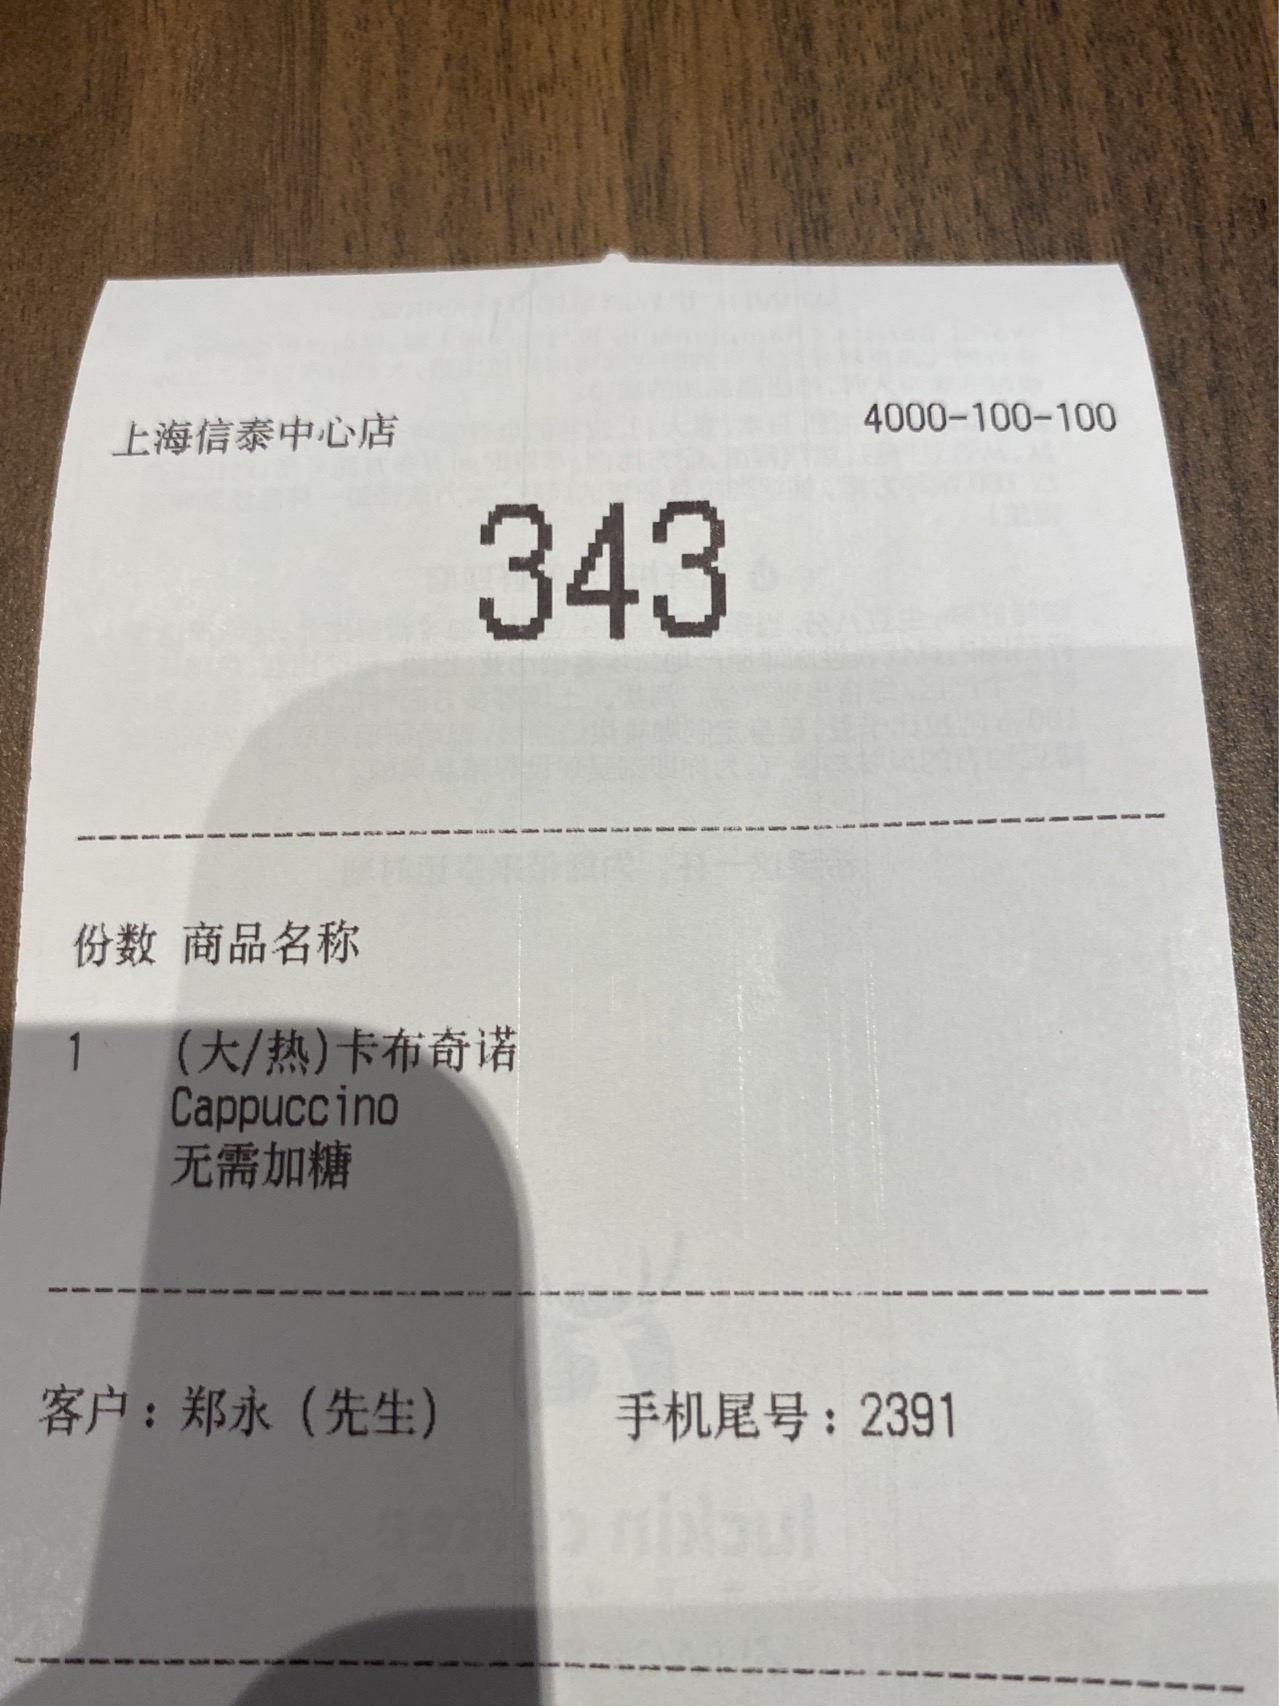 上海信泰中心店 4000-100-100
343
份数 商品名称
1 (大/热)卡布奇诺
Cappuccino
无需加糖
客户：郑永（先生） 手机尾号：2391
luckin coffee